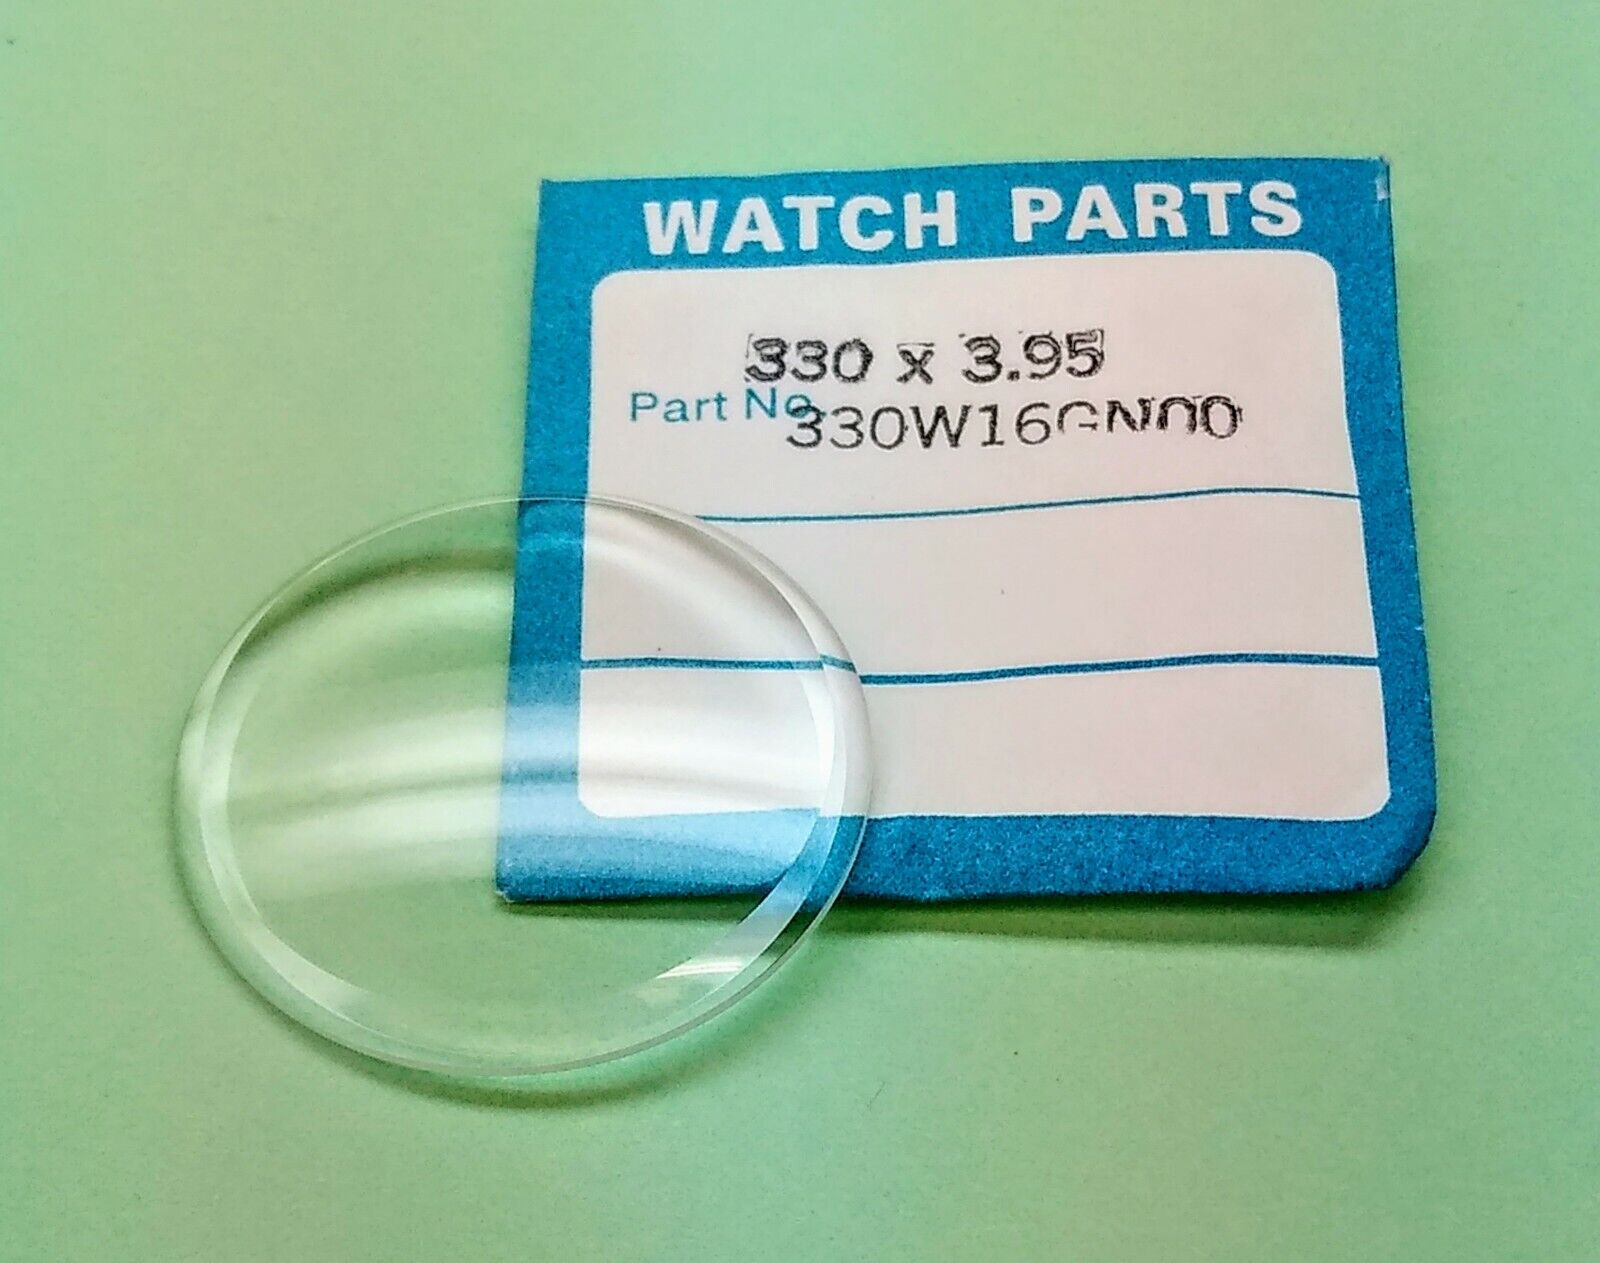 WATCH PARTS
330 x 3.95
Part No.
330W16GN00